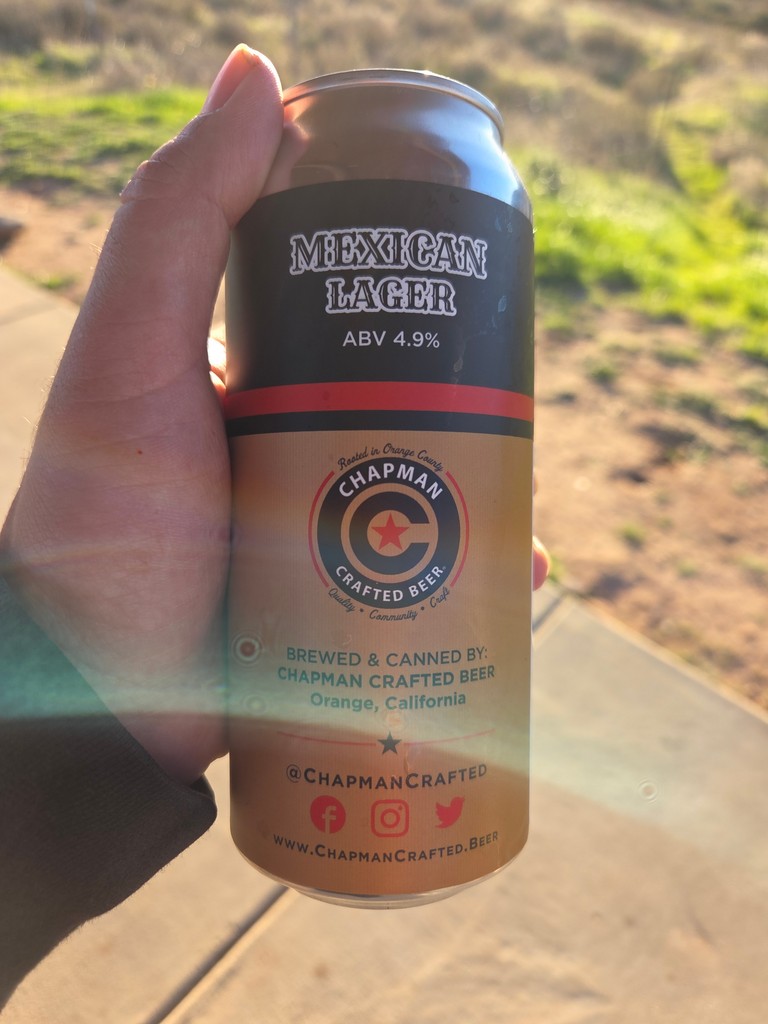 MEXICAN
LAGER
ABV 4.9%
Rooted in Orange County
CHAPMAN
CRAFTED BEER
Quality • Community • Craft
BREWED & CANNED BY:
CHAPMAN CRAFTED BEER
Orange, California
@CHAPMANCRAFTED
WWW.CHAPMANCRAFTED.BEER